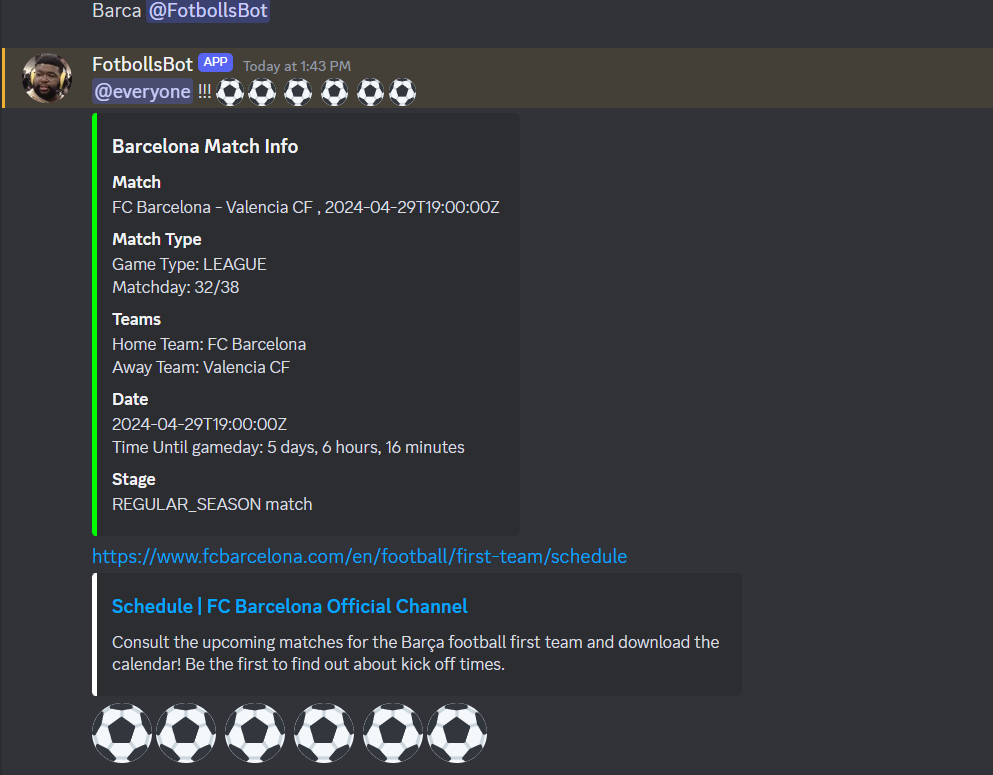 Barca @FotbollsBot
FotbollsBot APP Today at 1:43 PM
@everyone !!!
Barcelona Match Info
Match
FC Barcelona - Valencia CF , 2024-04-29T19:00:00Z
Match Type
Game Type: LEAGUE
Matchday: 32/38
Teams
Home Team: FC Barcelona
Away Team: Valencia CF
Date
2024-04-29T19:00:00Z
Time Until gameday: 5 days, 6 hours, 16 minutes
Stage
REGULAR_SEASON match
https://www.fcbarcelona.com/en/football/first-team/schedule
Schedule | FC Barcelona Official Channel
Consult the upcoming matches for the Barça football first team and download the
calendar! Be the first to find out about kick off times.